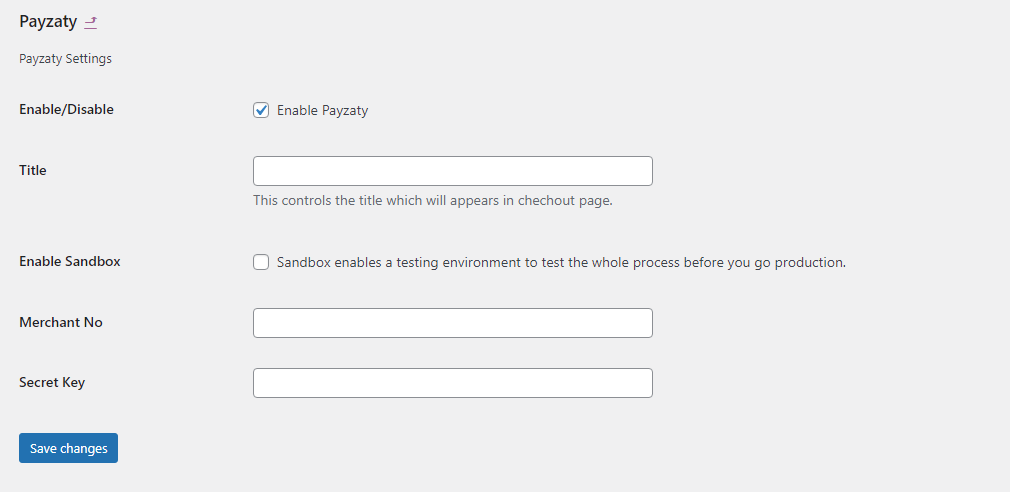 Payzaty
Payzaty Settings
Enable/Disable
Enable Payzaty
Title
This controls the title which will appears in chechout page.
Enable Sandbox
Sandbox enables a testing environment to test the whole process before you go production.
Merchant No
Secret Key
Save changes